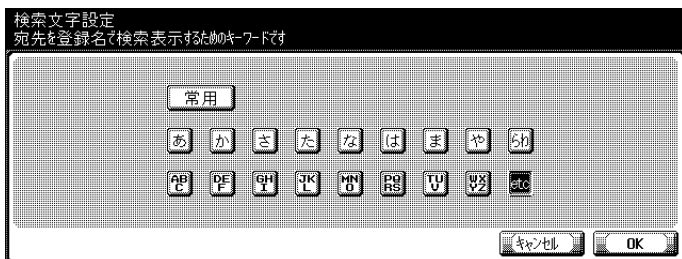 検索文字設定
宛先を登録名で検索表示するためのキーワードです
常用
あ か さ た な は ま や らわ
ABC DEF GHI JKL MNO PQRS TUV WXYZ etc
キャンセル OK